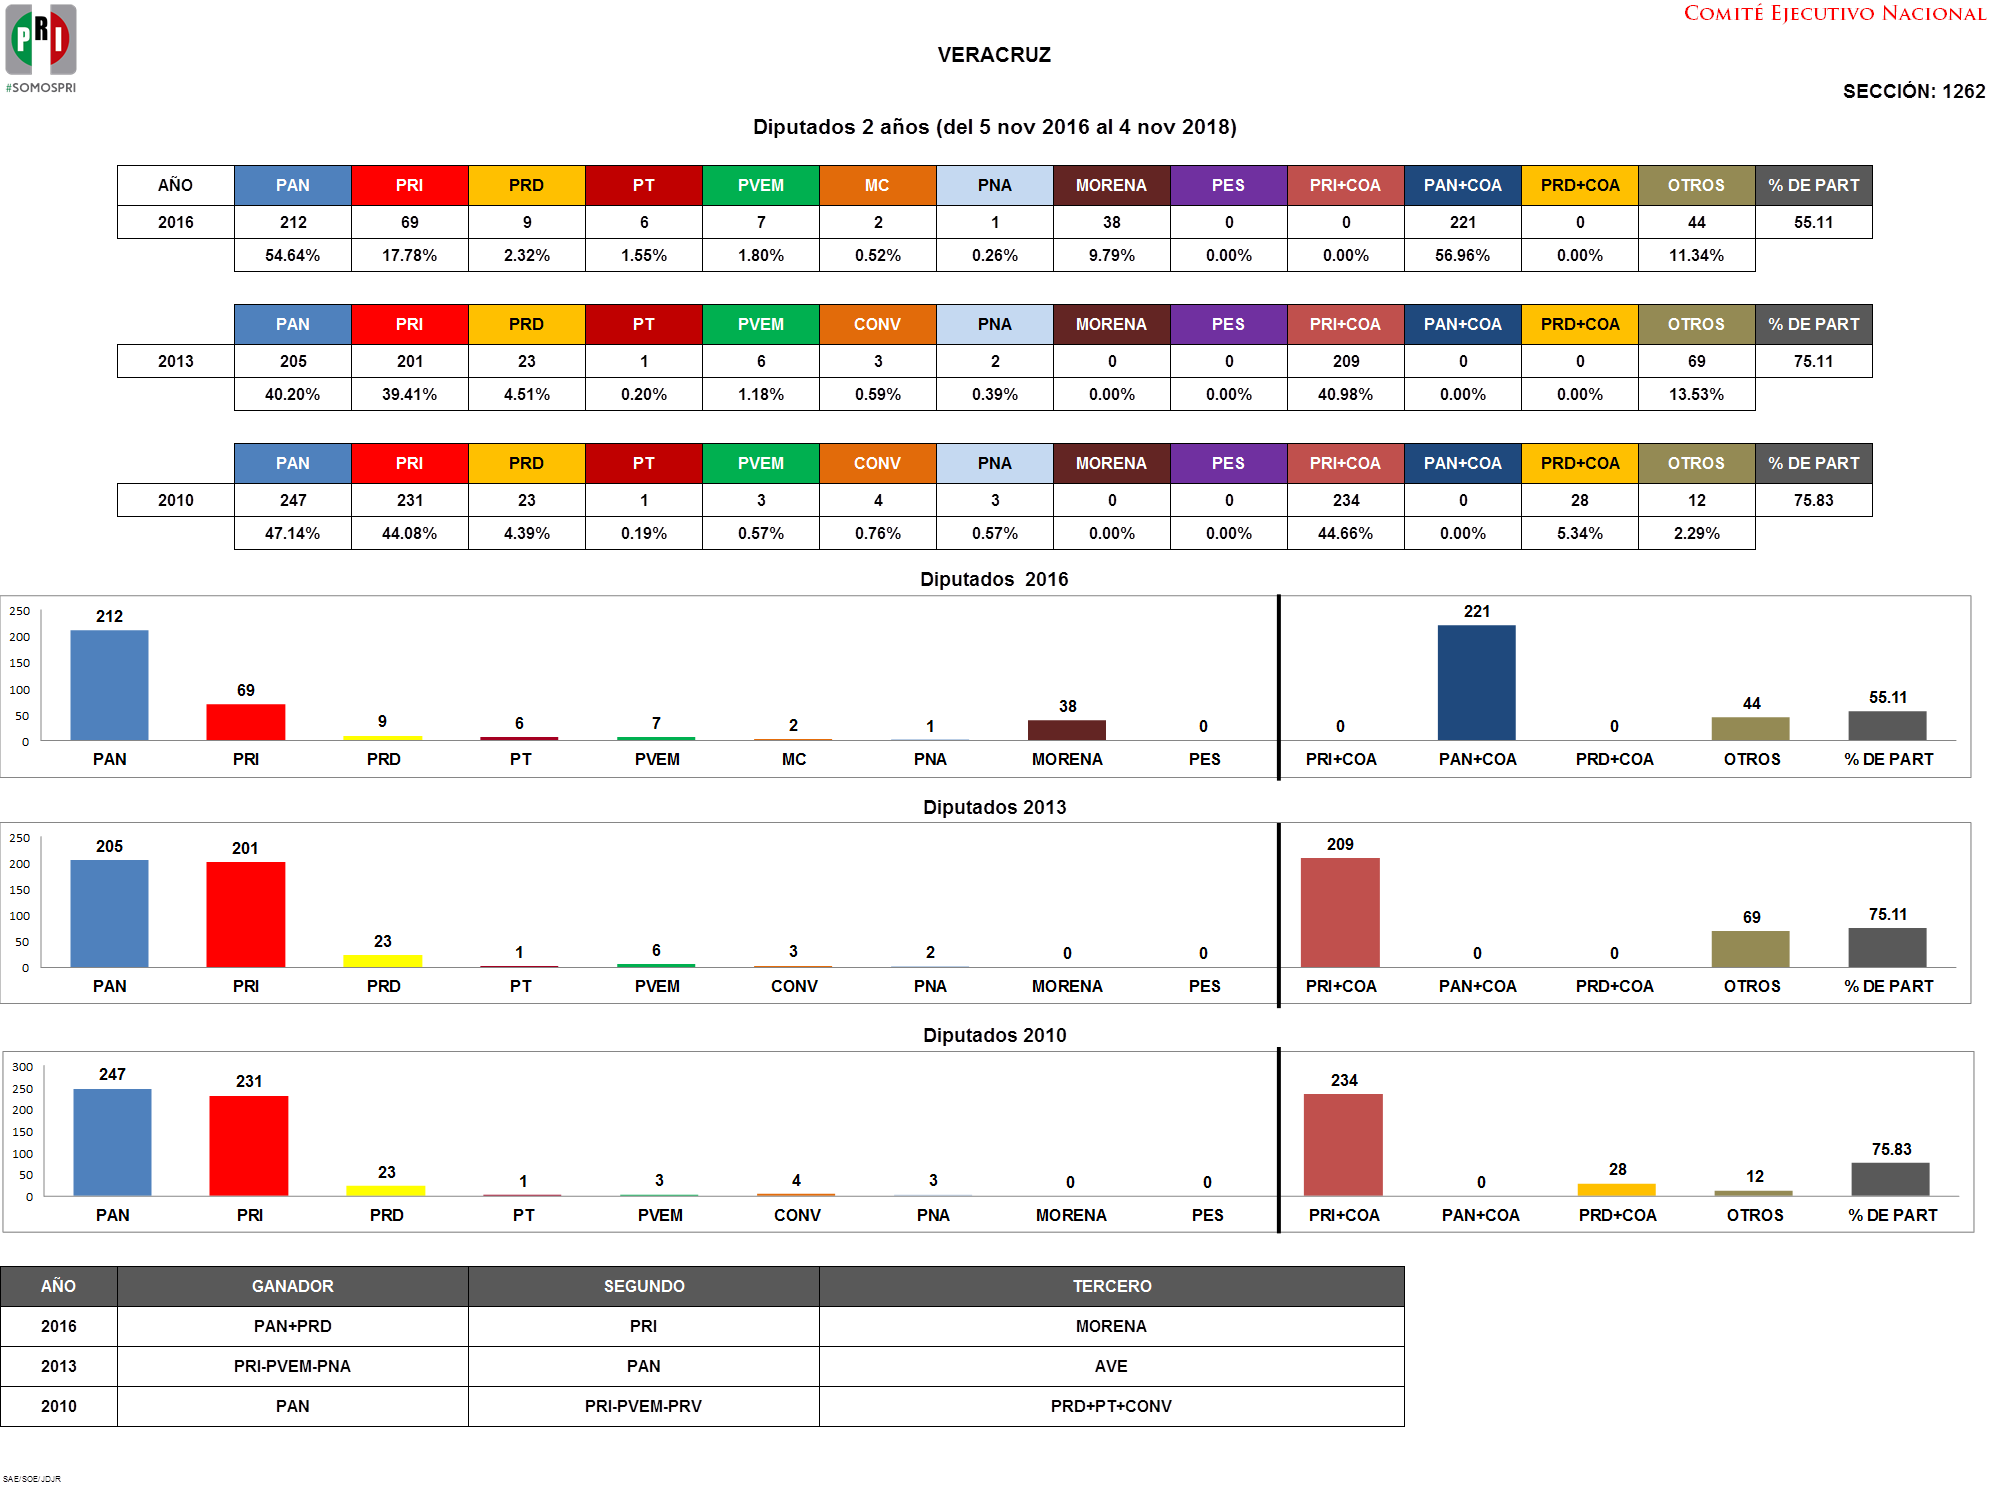 PRI
#SOMOSPRI
COMITÉ EJECUTIVO NACIONAL
VERACRUZ
SECCIÓN: 1262
Diputados 2 años (del 5 nov 2016 al 4 nov 2018)
AÑO PAN PRI PRD PT PVEM MC PNA MORENA PES PRI+COA PAN+COA PRD+COA OTROS % DE PART
2016 212 69 9 6 7 2 1 38 0 0 221 0 44 55.11
54.64% 17.78% 2.32% 1.55% 1.80% 0.52% 0.26% 9.79% 0.00% 0.00% 56.96% 0.00% 11.34%
PAN PRI PRD PT PVEM CONV PNA MORENA PES PRI+COA PAN+COA PRD+COA OTROS % DE PART
2013 205 201 23 1 6 3 2 0 0 209 0 0 69 75.11
40.20% 39.41% 4.51% 0.20% 1.18% 0.59% 0.39% 0.00% 0.00% 40.98% 0.00% 0.00% 13.53%
PAN PRI PRD PT PVEM CONV PNA MORENA PES PRI+COA PAN+COA PRD+COA OTROS % DE PART
2010 247 231 23 1 3 4 3 0 0 234 0 28 12 75.83
47.14% 44.08% 4.39% 0.19% 0.57% 0.76% 0.57% 0.00% 0.00% 44.66% 0.00% 5.34% 2.29%
Diputados 2016
250
200
150
100
50
0
212 69 9 6 7 2 1 38 0 0 221 0 44 55.11
PAN PRI PRD PT PVEM MC PNA MORENA PES PRI+COA PAN+COA PRD+COA OTROS % DE PART
Diputados 2013
250
200
150
100
50
0
205 201 23 1 6 3 2 0 0 209 0 0 69 75.11
PAN PRI PRD PT PVEM CONV PNA MORENA PES PRI+COA PAN+COA PRD+COA OTROS % DE PART
Diputados 2010
300
250
200
150
100
50
0
247 231 23 1 3 4 3 0 0 234 0 28 12 75.83
PAN PRI PRD PT PVEM CONV PNA MORENA PES PRI+COA PAN+COA PRD+COA OTROS % DE PART
AÑO GANADOR SEGUNDO TERCERO
2016 PAN+PRD PRI MORENA
2013 PRI-PVEM-PNA PAN AVE
2010 PAN PRI-PVEM-PRV PRD+PT+CONV
SAE/SOE/JDJR